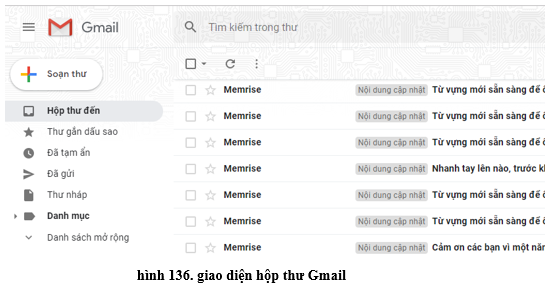 Gmail
Tìm kiếm trong thư
Soạn thư
Hộp thư đến
Thư gắn dấu sao
Đã tạm ẩn
Đã gửi
Thư nháp
Danh mục
Danh sách mở rộng
Memrise Nội dung cập nhật Từ vựng mới sẵn sàng để
Memrise Nội dung cập nhật Từ vựng mới sẵn sàng để
Memrise Nội dung cập nhật Từ vựng mới sẵn sàng để
Memrise Nội dung cập nhật Nhanh tay lên nào, trước
Memrise Nội dung cập nhật Từ vựng mới sẵn sàng để
Memrise Nội dung cập nhật Từ vựng mới sẵn sàng để
Memrise Nội dung cập nhật Cảm ơn các bạn vì một
hình 136. giao diện hộp thư Gmail